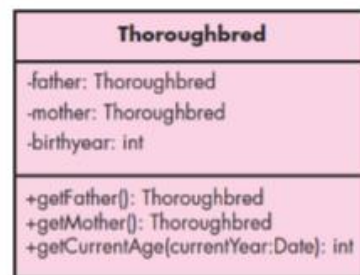 Thoroughbred
-father: Thoroughbred
-mother: Thoroughbred
-birthyear: int
+getFather(): Thoroughbred
+getMother(): Thoroughbred
+getCurrentAge(currentYear:Date): int